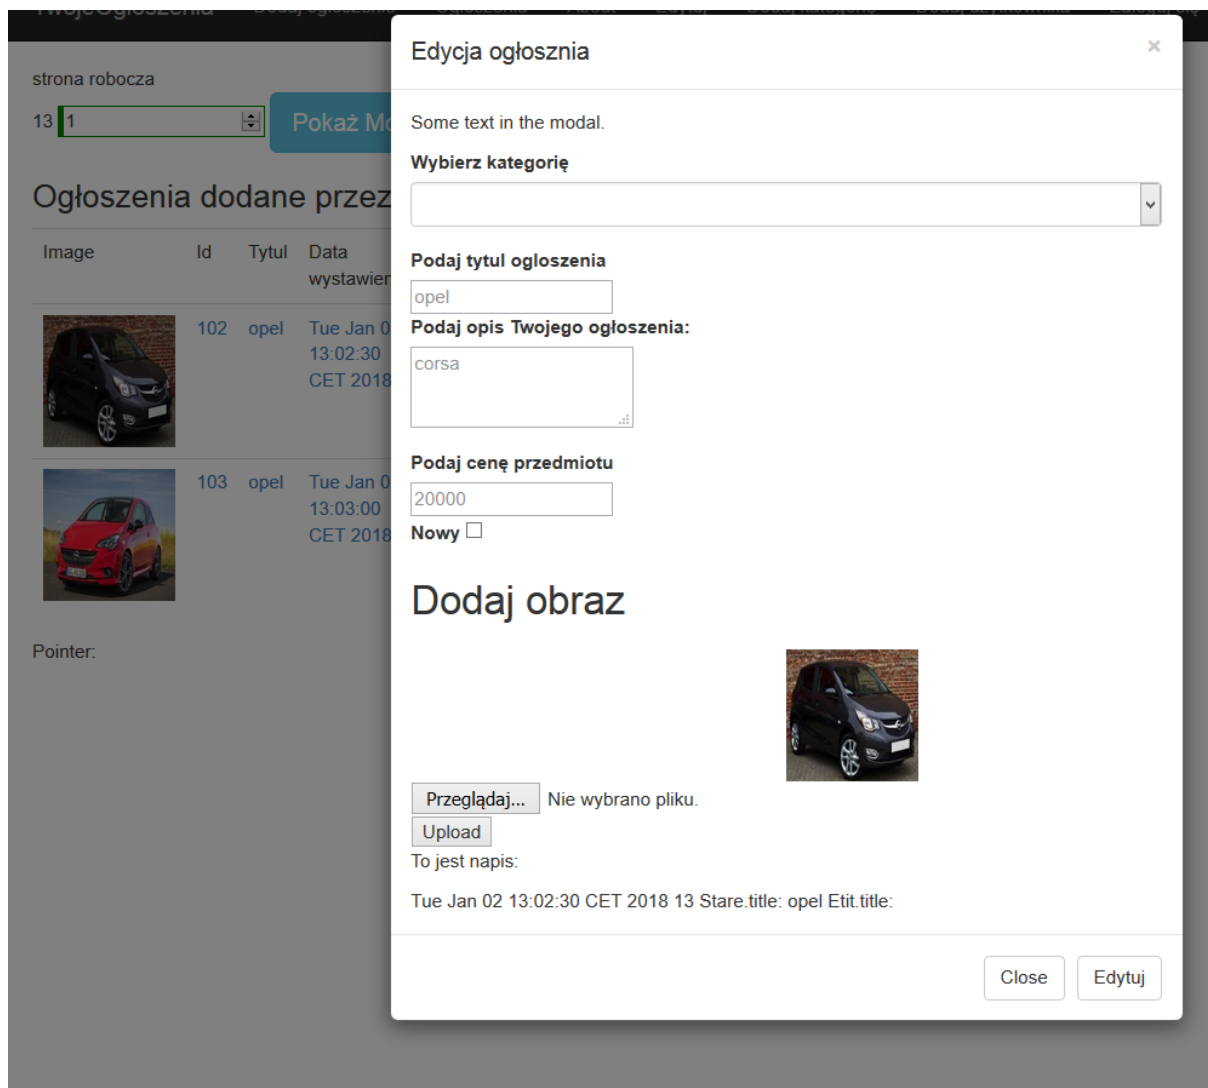 Edycja ogłosznia
×
strona robocza
13 1
Pokaż Mo
Ogłoszenia dodane przez
Image Id Tytul Data
wystawien
102 opel Tue Jan 0
13:02:30
CET 2018
103 opel Tue Jan 0
13:03:00
CET 2018
Pointer:
Some text in the modal.
Wybierz kategorię
Podaj tytul ogloszenia
opel
Podaj opis Twojego ogłoszenia:
corsa
Podaj cenę przedmiotu
20000
Nowy
Dodaj obraz
Przeglądaj... Nie wybrano pliku.
Upload
To jest napis:
Tue Jan 02 13:02:30 CET 2018 13 Stare.title: opel Etit.title:
Close Edytuj